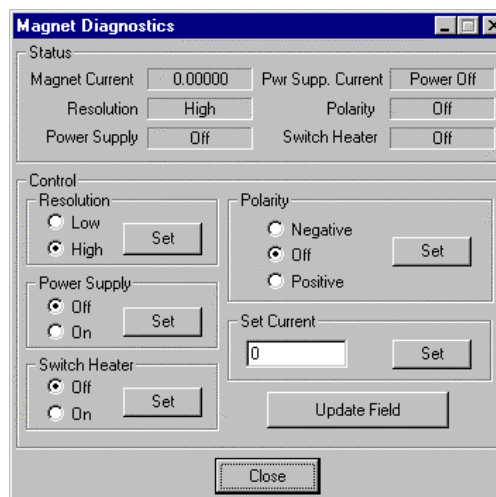 Magnet Diagnostics
Status
Magnet Current 0.00000 Pwr Supp. Current Power Off
Resolution High Polarity Off
Power Supply Off Switch Heater Off
Control
Resolution
Low
High
Set
Power Supply
Off
On
Set
Switch Heater
Off
On
Set
Polarity
Negative
Off
Positive
Set
Set Current
0
Set
Update Field
Close